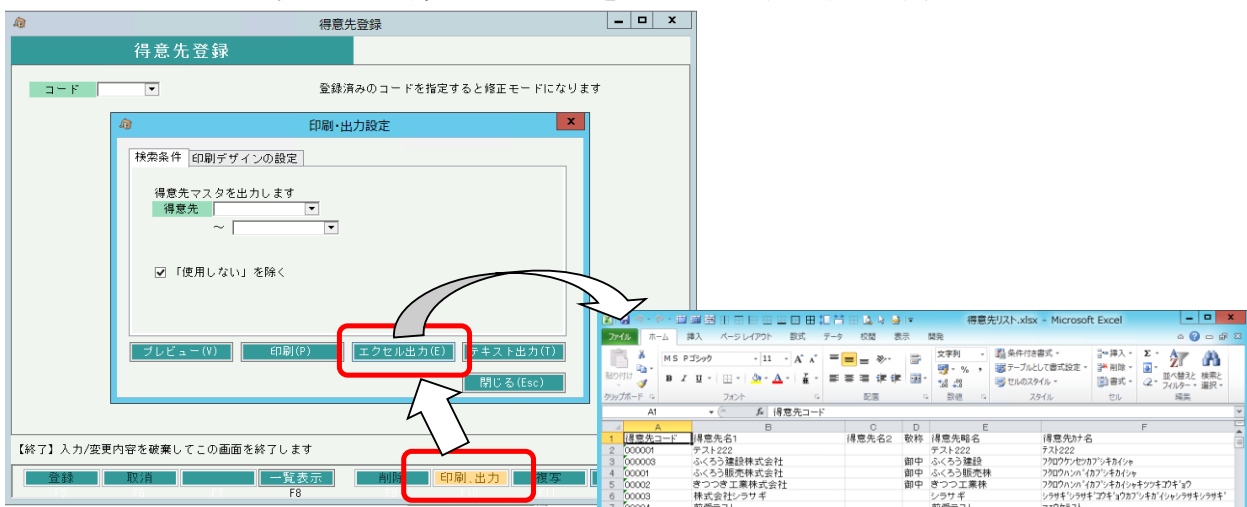 得意先登録
得意先登録
コード
登録済みのコードを指定すると修正モードになります
印刷・出力設定
検索条件 印刷デザインの設定
得意先マスタを出力します
得意先
～
「使用しない」を除く
プレビュー(V) 印刷(P) エクセル出力(E) テキスト出力(T)
閉じる(Esc)
【終了】入力/変更内容を破棄してこの画面を終了します
登録 取消 一覧表示 削除 印刷.出力 複写
F8
得意先リスト.xlsx - Microsoft Excel
ファイル ホーム 挿入 ページレイアウト 数式 データ 校閲 表示 開発
貼り付け
MS Pゴシック 11
B I U
文字列
条件付き書式
テーブルとして書式設定
セルのスタイル
挿入
削除
書式
並べ替えと フィルター
検索と 選択
クリップボード フォント 配置 数値 スタイル セル 編集
A1 fx 得意先コード
A B C D E F
1 得意先コード 得意先名1 得意先名2 敬称 得意先略名 得意先カナ名
2 000001 テスト222 テスト222 テスト222
3 000003 ふくろう建設株式会社 御中 ふくろう建設 フクロウケンセツカブシキカイシャ
4 00001 ふくろう販売株式会社 御中 ふくろう販売株 フクロウハンバイカブシキカイシャ
5 00002 きつつき工業株式会社 御中 きつつ工業株
6 00003 株式会社シラサギ シラサギ